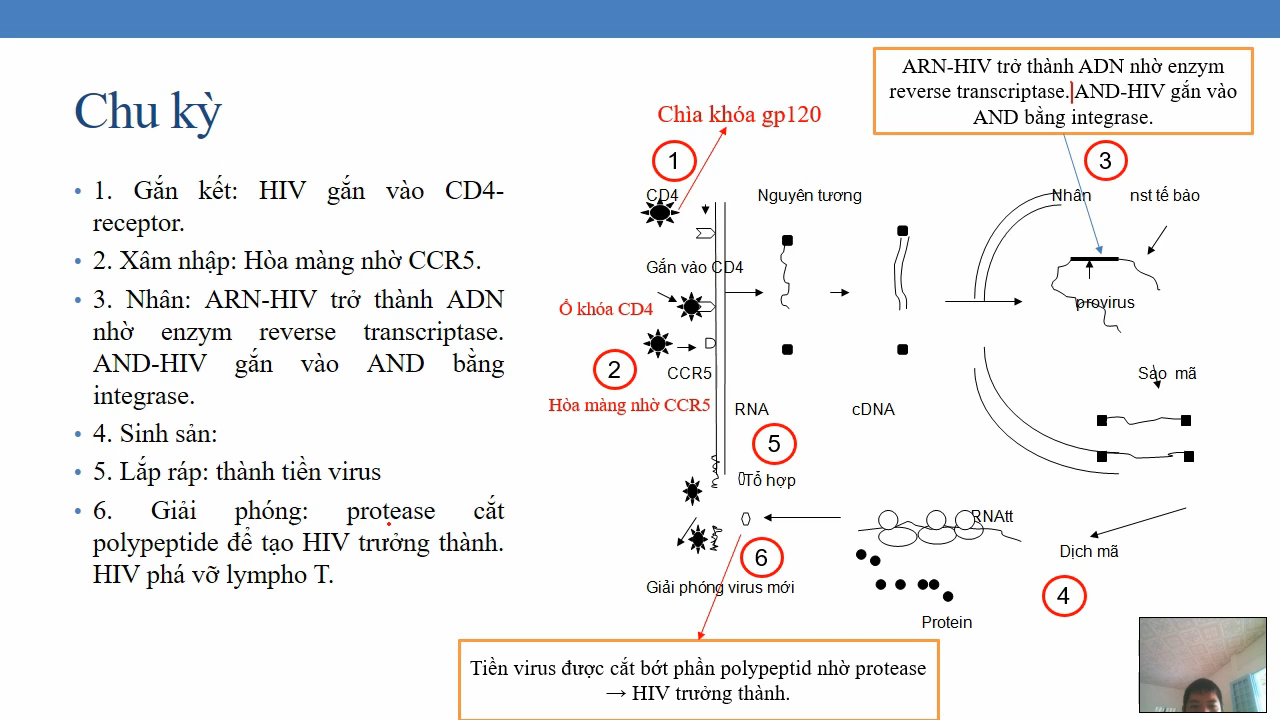 Chu kỳ
• 1. Gắn kết: HIV gắn vào CD4-
receptor.
• 2. Xâm nhập: Hòa màng nhờ CCR5.
• 3. Nhân: ARN-HIV trở thành ADN
nhờ enzym reverse transcriptase.
AND-HIV gắn vào AND bằng
integrase.
• 4. Sinh sản:
• 5. Lắp ráp: thành tiền virus
• 6. Giải phóng: protease cắt
polypeptide để tạo HIV trưởng thành.
HIV phá vỡ lympho T.
ARN-HIV trở thành ADN nhờ enzym
reverse transcriptase. AND-HIV gắn vào
AND bằng integrase.
Chìa khóa gp120
1
3
CD4
Nguyên tương
Nhân
nst tế bào
Gắn vào CD4
provirus
Ổ khóa CD4
2
CCR5
Sao mã
Hòa màng nhờ CCR5
RNA
cDNA
5
Tổ hợp
RNAtt
6
Dịch mã
Giải phóng virus mới
4
Protein
Tiền virus được cắt bớt phần polypeptid nhờ protease
→ HIV trưởng thành.